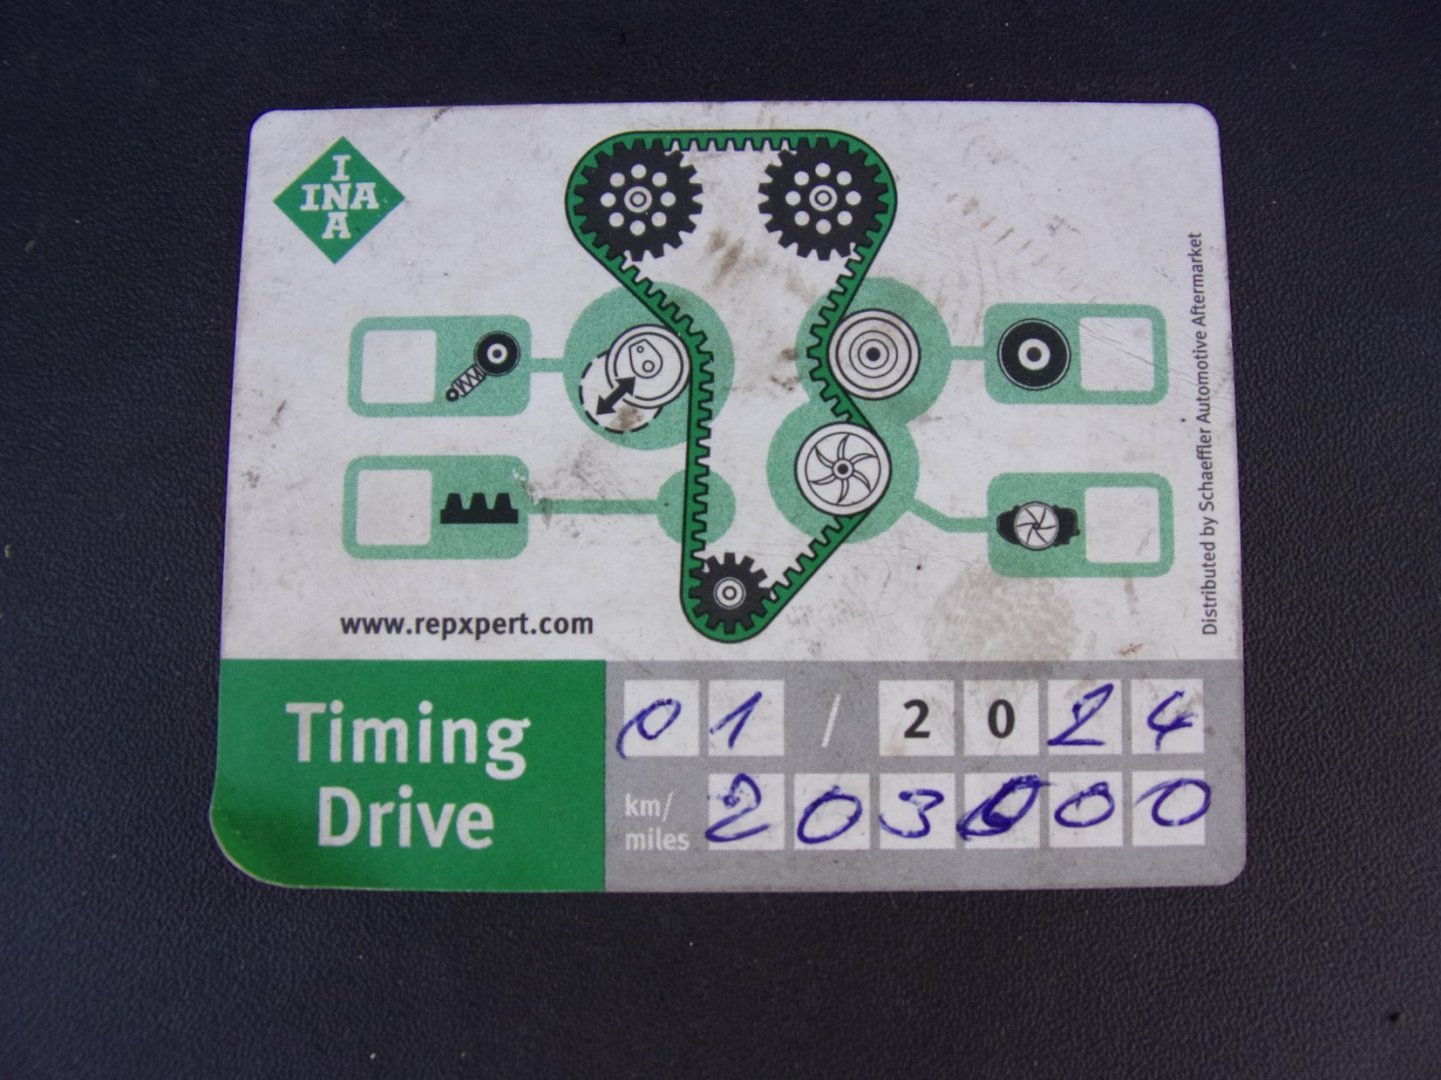 I
INA
A
www.repxpert.com
Distributed by Schaeffler Automotive Aftermarket
Timing
Drive
01 / 2024
km/
miles
203000